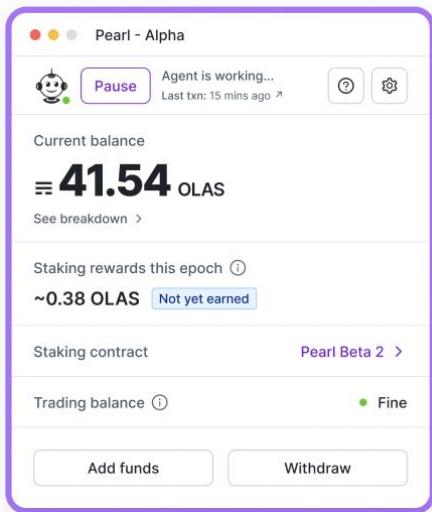 Pearl - Alpha
Pause
Agent is working...
Last txn: 15 mins ago ↗
Current balance
41.54 OLAS
See breakdown >
Staking rewards this epoch
~0.38 OLAS Not yet earned
Staking contract Pearl Beta 2 >
Trading balance Fine
Add funds Withdraw